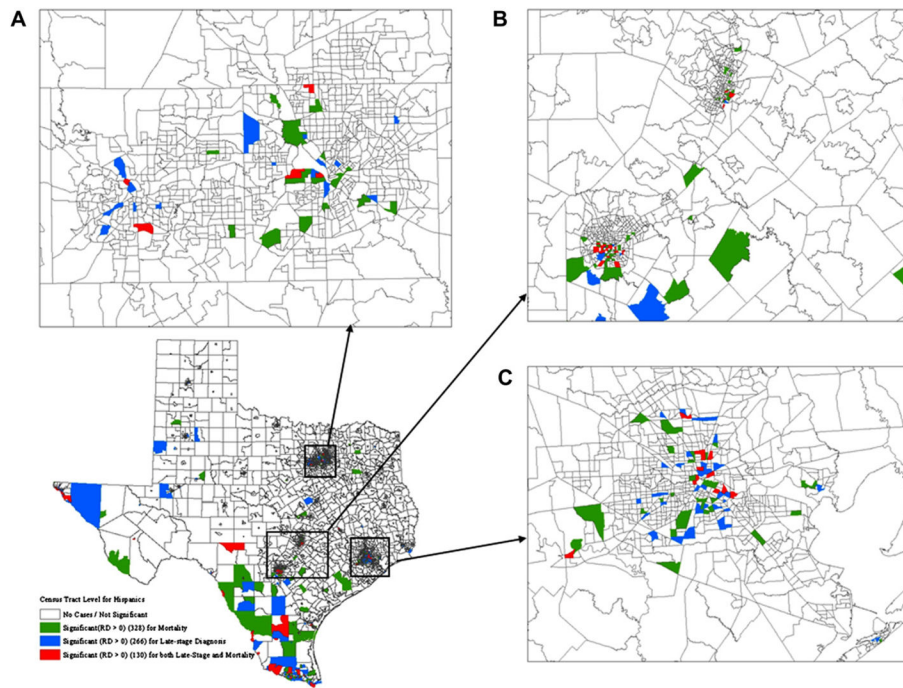 A
B
C
Census Tract Level for Hispanics
No Cases / Not Significant
Significant(RD > 0) (328) for Mortality
Significant (RD > 0) (266) for Late-stage Diagnosis
Significant (RD > 0) (130) for both Late-Stage and Mortality